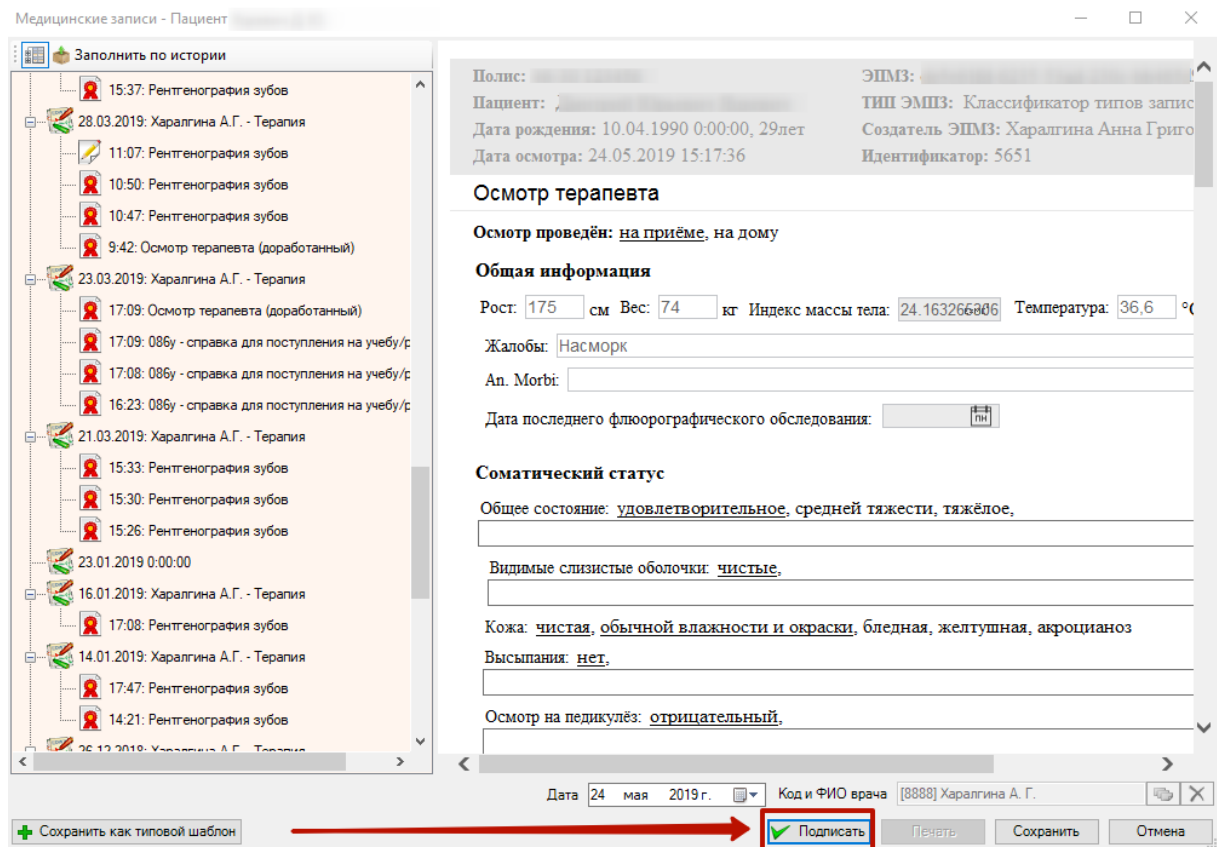 Медицинские записи - Пациент
Заполнить по истории
15:37: Рентгенография зубов
28.03.2019: Харалгина А.Г. - Терапия
11:07: Рентгенография зубов
10:50: Рентгенография зубов
10:47: Рентгенография зубов
9:42: Осмотр терапевта (доработанный)
23.03.2019: Харалгина А.Г. - Терапия
17:09: Осмотр терапевта (доработанный)
17:09: 086у - справка для поступления на учебу/р
17:08: 086у - справка для поступления на учебу/р
16:23: 086у - справка для поступления на учебу/р
21.03.2019: Харалгина А.Г. - Терапия
15:33: Рентгенография зубов
15:30: Рентгенография зубов
15:26: Рентгенография зубов
23.01.2019 0:00:00
16.01.2019: Харалгина А.Г. - Терапия
17:08: Рентгенография зубов
14.01.2019: Харалгина А.Г. - Терапия
17:47: Рентгенография зубов
14:21: Рентгенография зубов
26.12.2018: Харалгина А.Г. - Терапия
Полис: ЭПМЗ:
Пациент: ТИП ЭМПЗ: Классификатор типов запис
Дата рождения: 10.04.1990 0:00:00, 29лет Создатель ЭПМЗ: Харалгина Анна Григо
Дата осмотра: 24.05.2019 15:17:36 Идентификатор: 5651
Осмотр терапевта
Осмотр проведён: на приёме, на дому
Общая информация
Рост: 175 см Вес: 74 кг Индекс массы тела: Температура: 36,6 °C
Жалобы: Насморк
An. Morbi:
Дата последнего флюорографического обследования: пн
Соматический статус
Общее состояние: удовлетворительное, средней тяжести, тяжёлое,
Видимые слизистые оболочки: чистые,
Кожа: чистая, обычной влажности и окраски, бледная, желтушная, акроцианоз
Высыпания: нет,
Осмотр на педикулёз: отрицательный,
Дата 24 мая 2019 г. Код и ФИО врача [8888] Харалгина А. Г.
Сохранить как типовой шаблон Подписать Печать Сохранить Отмена